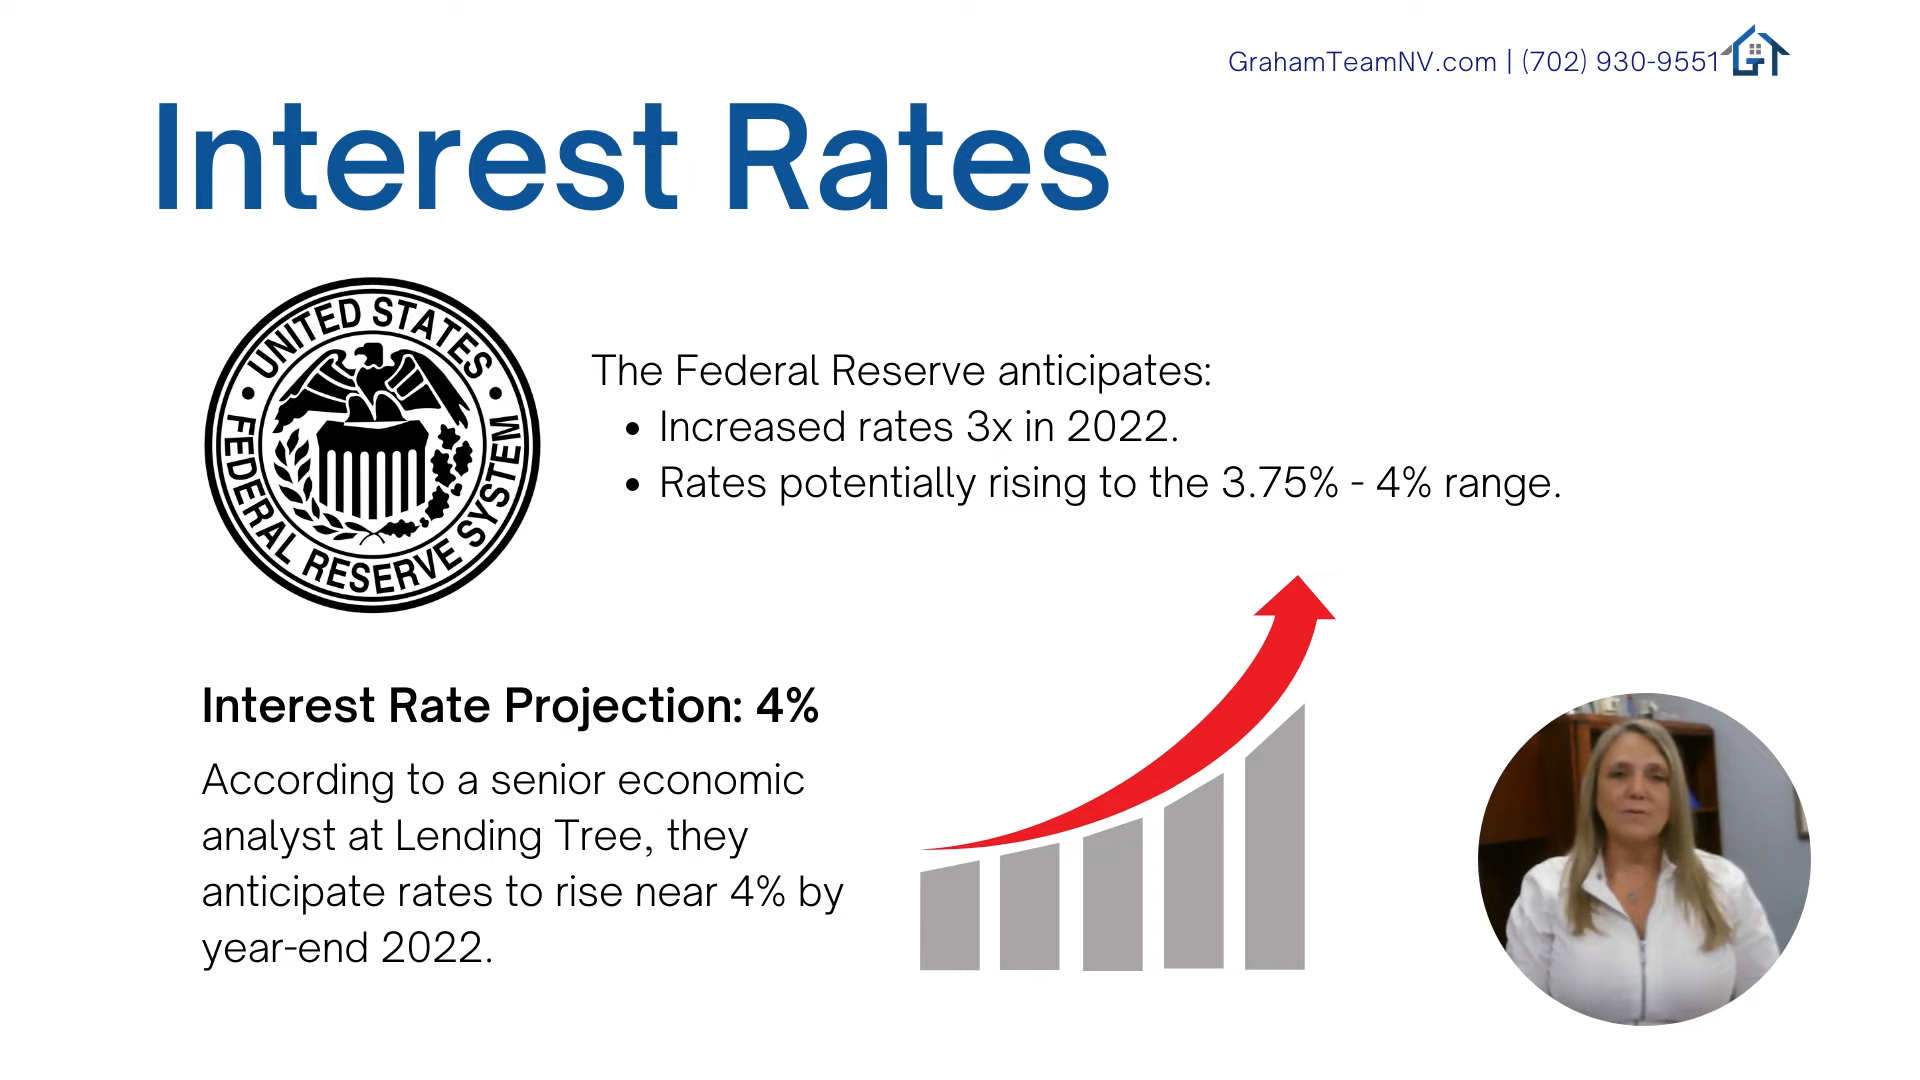 GrahamTeamNV.com | (702) 930-9551
GT
Interest Rates
UNITED STATES
FEDERAL RESERVE SYSTEM
The Federal Reserve anticipates:
• Increased rates 3x in 2022.
• Rates potentially rising to the 3.75% - 4% range.
Interest Rate Projection: 4%
According to a senior economic
analyst at Lending Tree, they
anticipate rates to rise near 4% by
year-end 2022.